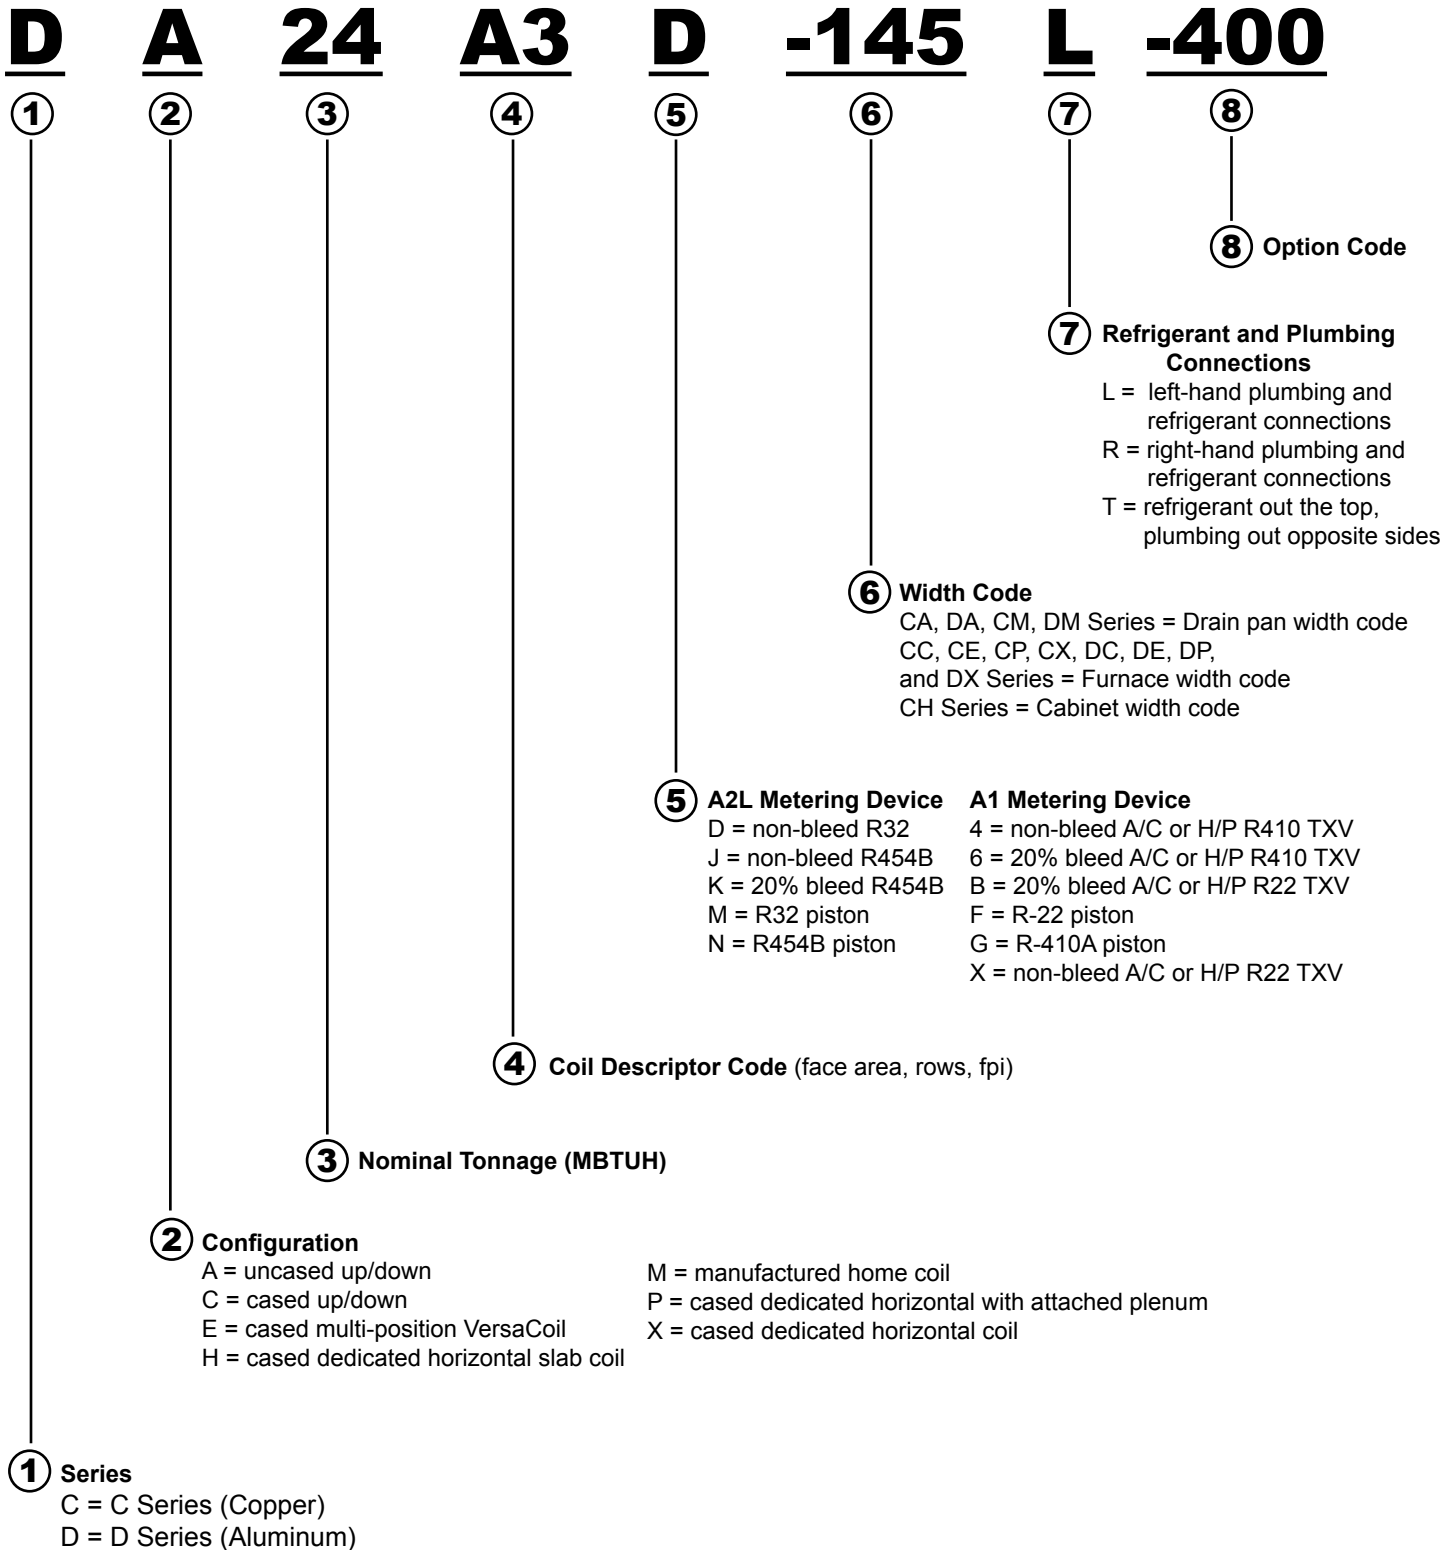 D A 24 A3 D -145 L -400
1 2 3 4 5 6 7 8
8 Option Code
7 Refrigerant and Plumbing
Connections
L = left-hand plumbing and
refrigerant connections
R = right-hand plumbing and
refrigerant connections
T = refrigerant out the top,
plumbing out opposite sides
6 Width Code
CA, DA, CM, DM Series = Drain pan width code
CC, CE, CP, CX, DC, DE, DP,
and DX Series = Furnace width code
CH Series = Cabinet width code
5 A2L Metering Device
D = non-bleed R32
J = non-bleed R454B
K = 20% bleed R454B
M = R32 piston
N = R454B piston
A1 Metering Device
4 = non-bleed A/C or H/P R410 TXV
6 = 20% bleed A/C or H/P R410 TXV
B = 20% bleed A/C or H/P R22 TXV
F = R-22 piston
G = R-410A piston
X = non-bleed A/C or H/P R22 TXV
4 Coil Descriptor Code (face area, rows, fpi)
3 Nominal Tonnage (MBTUH)
2 Configuration
A = uncased up/down
C = cased up/down
E = cased multi-position VersaCoil
H = cased dedicated horizontal slab coil
M = manufactured home coil
P = cased dedicated horizontal with attached plenum
X = cased dedicated horizontal coil
1 Series
C = C Series (Copper)
D = D Series (Aluminum)